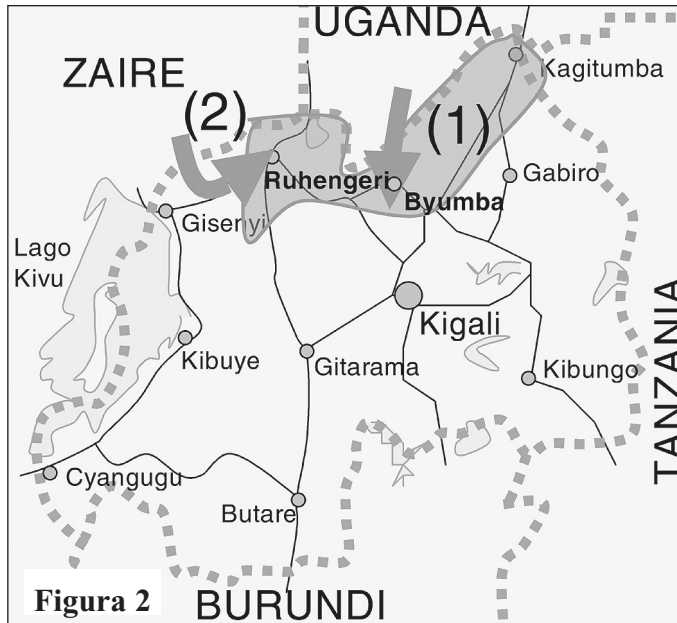 UGANDA
ZAIRE
Kagitumba
(2)
(1)
Ruhengeri
Gabiro
Byumba
Gisenyi
Lago
Kivu
Kigali
TANZANIA
Kibuye
Gitarama
Kibungo
Cyangugu
Butare
Figura 2
BURUNDI